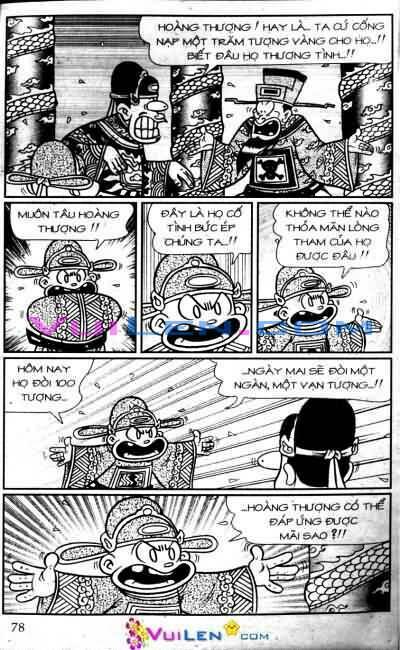 HOÀNG THƯỢNG! HAY LÀ.. TA CỨ CỐNG
NẠP MỘT TRĂM TƯỢNG VÀNG CHO HỌ..!!
BIẾT ĐÂU HỌ THƯƠNG TÌNH...!!
MUÔN TÂU HOÀNG
THƯỢNG!!
ĐÂY LÀ HỌ CỐ
TÌNH BỨC ÉP
CHÚNG TA...!!
KHÔNG THỂ NÀO
THỎA MÃN LÒNG
THAM CỦA HỌ
ĐƯỢC ĐÂU!!
VUILEN.COM
HÔM NAY
HỌ ĐÒI 100
TƯỢNG...
...NGÀY MAI SẼ ĐÒI MỘT
NGÀN, MỘT VẠN TƯỢNG...!!
...HOÀNG THƯỢNG CÓ THỂ
ĐÁP ỨNG ĐƯỢC
MÃI SAO?!!
78
VUILEN.COM